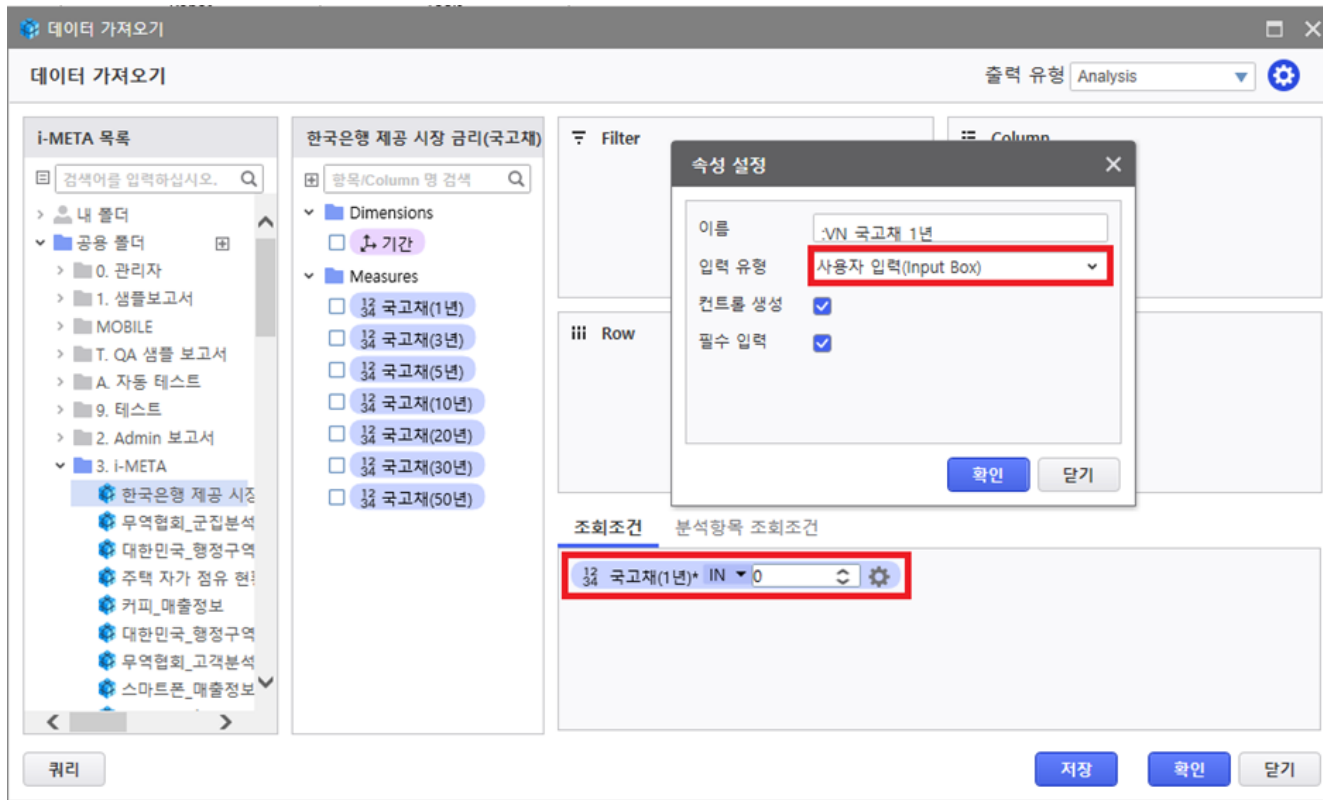 데이터 가져오기
데이터 가져오기
출력 유형 Analysis
i-META 목록
검색어를 입력하십시오.
내 폴더
공용 폴더
0. 관리자
1. 샘플보고서
MOBILE
T. QA 샘플 보고서
A. 자동 테스트
9. 테스트
2. Admin 보고서
3. i-META
한국은행 제공 시장
무역협회_군집분석
대한민국_행정구역
주택 자가 점유 현
커피_매출정보
대한민국_행정구역
무역협회_고객분석
스마트폰_매출정보
한국은행 제공 시장 금리(국고채)
항목/Column 명 검색
Dimensions
기간
Measures
1234 국고채(1년)
1234 국고채(3년)
1234 국고채(5년)
1234 국고채(10년)
1234 국고채(20년)
1234 국고채(30년)
1234 국고채(50년)
Filter
Column
Row
속성 설정
이름 :VN_국고채_1년
입력 유형 사용자 입력(Input Box)
컨트롤 생성
필수 입력
확인 닫기
조회조건 분석항목 조회조건
1234 국고채(1년)* IN 0
쿼리 저장 확인 닫기